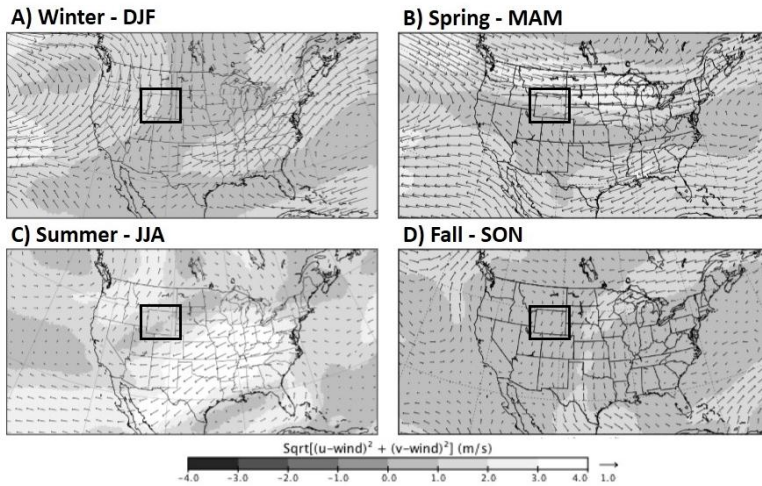 A) Winter - DJF
B) Spring - MAM
C) Summer - JJA
D) Fall - SON
Sqrt[(u-wind)² + (v-wind)²] (m/s)
-4.0 -3.0 -2.0 -1.0 0.0 1.0 2.0 3.0 4.0 1.0